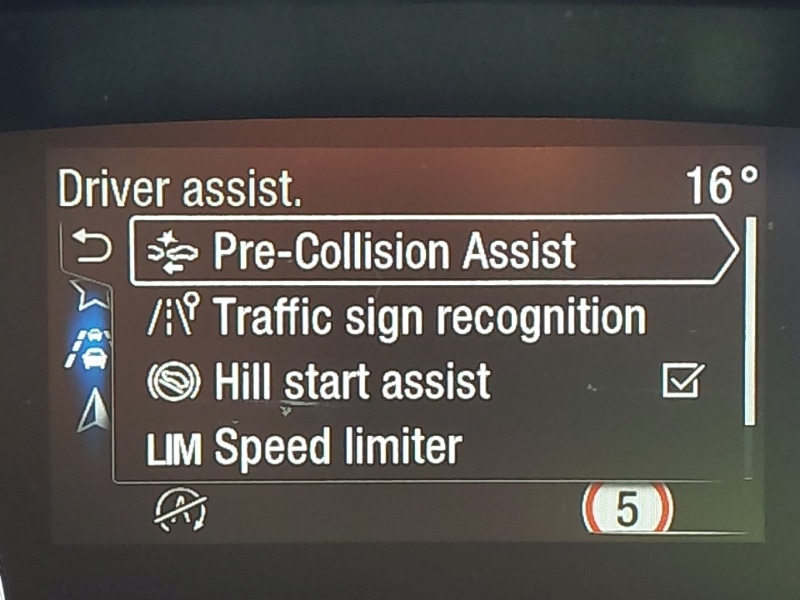 Driver assist. 16°
Pre-Collision Assist
Traffic sign recognition
Hill start assist
LIM Speed limiter
A 5